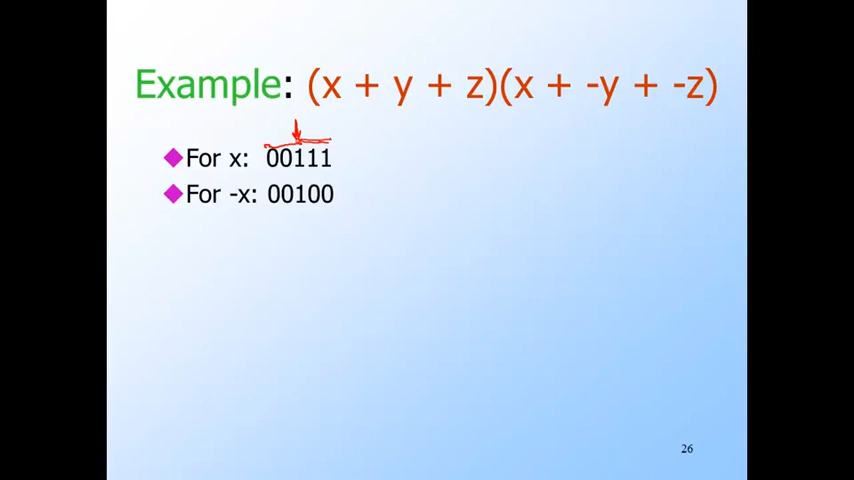 Example: (x + y + z)(x + -y + -z)
For x: 00111
For -x: 00100
26